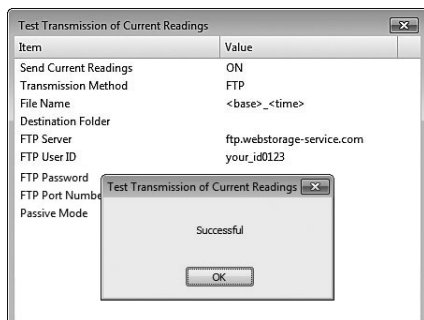 Test Transmission of Current Readings
Item Value
Send Current Readings ON
Transmission Method FTP
File Name <base>_<time>
Destination Folder
FTP Server ftp.webstorage-service.com
FTP User ID your_id0123
FTP Password
FTP Port Numbe
Passive Mode
Test Transmission of Current Readings
Successful
OK